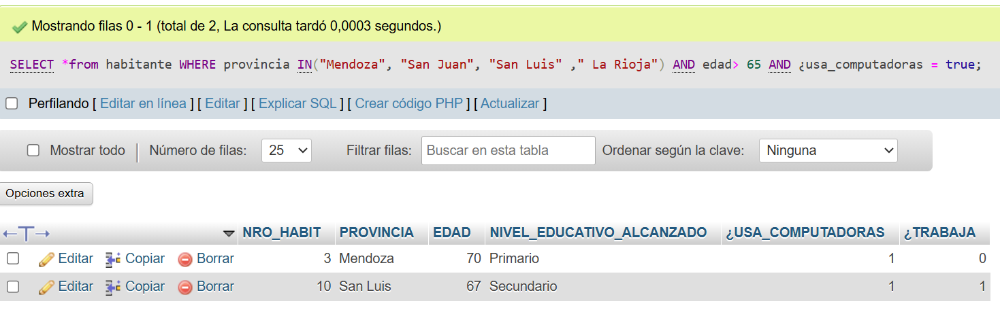 Mostrando filas 0 - 1 (total de 2, La consulta tardó 0,0003 segundos.)
SELECT *from habitante WHERE provincia IN("Mendoza", "San Juan", "San Luis" ," La Rioja") AND edad> 65 AND ¿usa_computadoras = true;
Perfilando [ Editar en línea ] [ Editar ] [ Explicar SQL ] [ Crear código PHP ] [ Actualizar ]
Mostrar todo | Número de filas: 25 Filtrar filas: Buscar en esta tabla Ordenar según la clave: Ninguna
Opciones extra
←T→ NRO_HABIT PROVINCIA EDAD NIVEL_EDUCATIVO_ALCANZADO ¿USA_COMPUTADORAS ¿TRABAJA
Editar Copiar Borrar 3 Mendoza 70 Primario 1 0
Editar Copiar Borrar 10 San Luis 67 Secundario 1 1